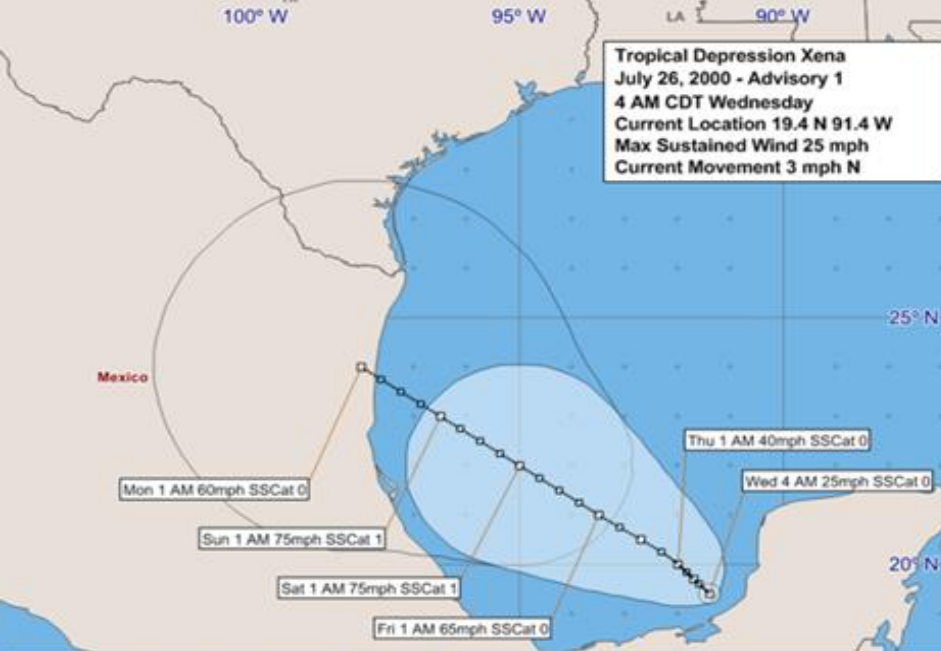 100° W
95° W
LA
90° W
Tropical Depression Xena
July 26, 2000 - Advisory 1
4 AM CDT Wednesday
Current Location 19.4 N 91.4 W
Max Sustained Wind 25 mph
Current Movement 3 mph N
25° N
Mexico
Thu 1 AM 40mph SSCat 0
Wed 4 AM 25mph SSCat 0
Mon 1 AM 60mph SSCat 0
Sun 1 AM 75mph SSCat 1
20° N
Sat 1 AM 75mph SSCat 1
Fri 1 AM 65mph SSCat 0